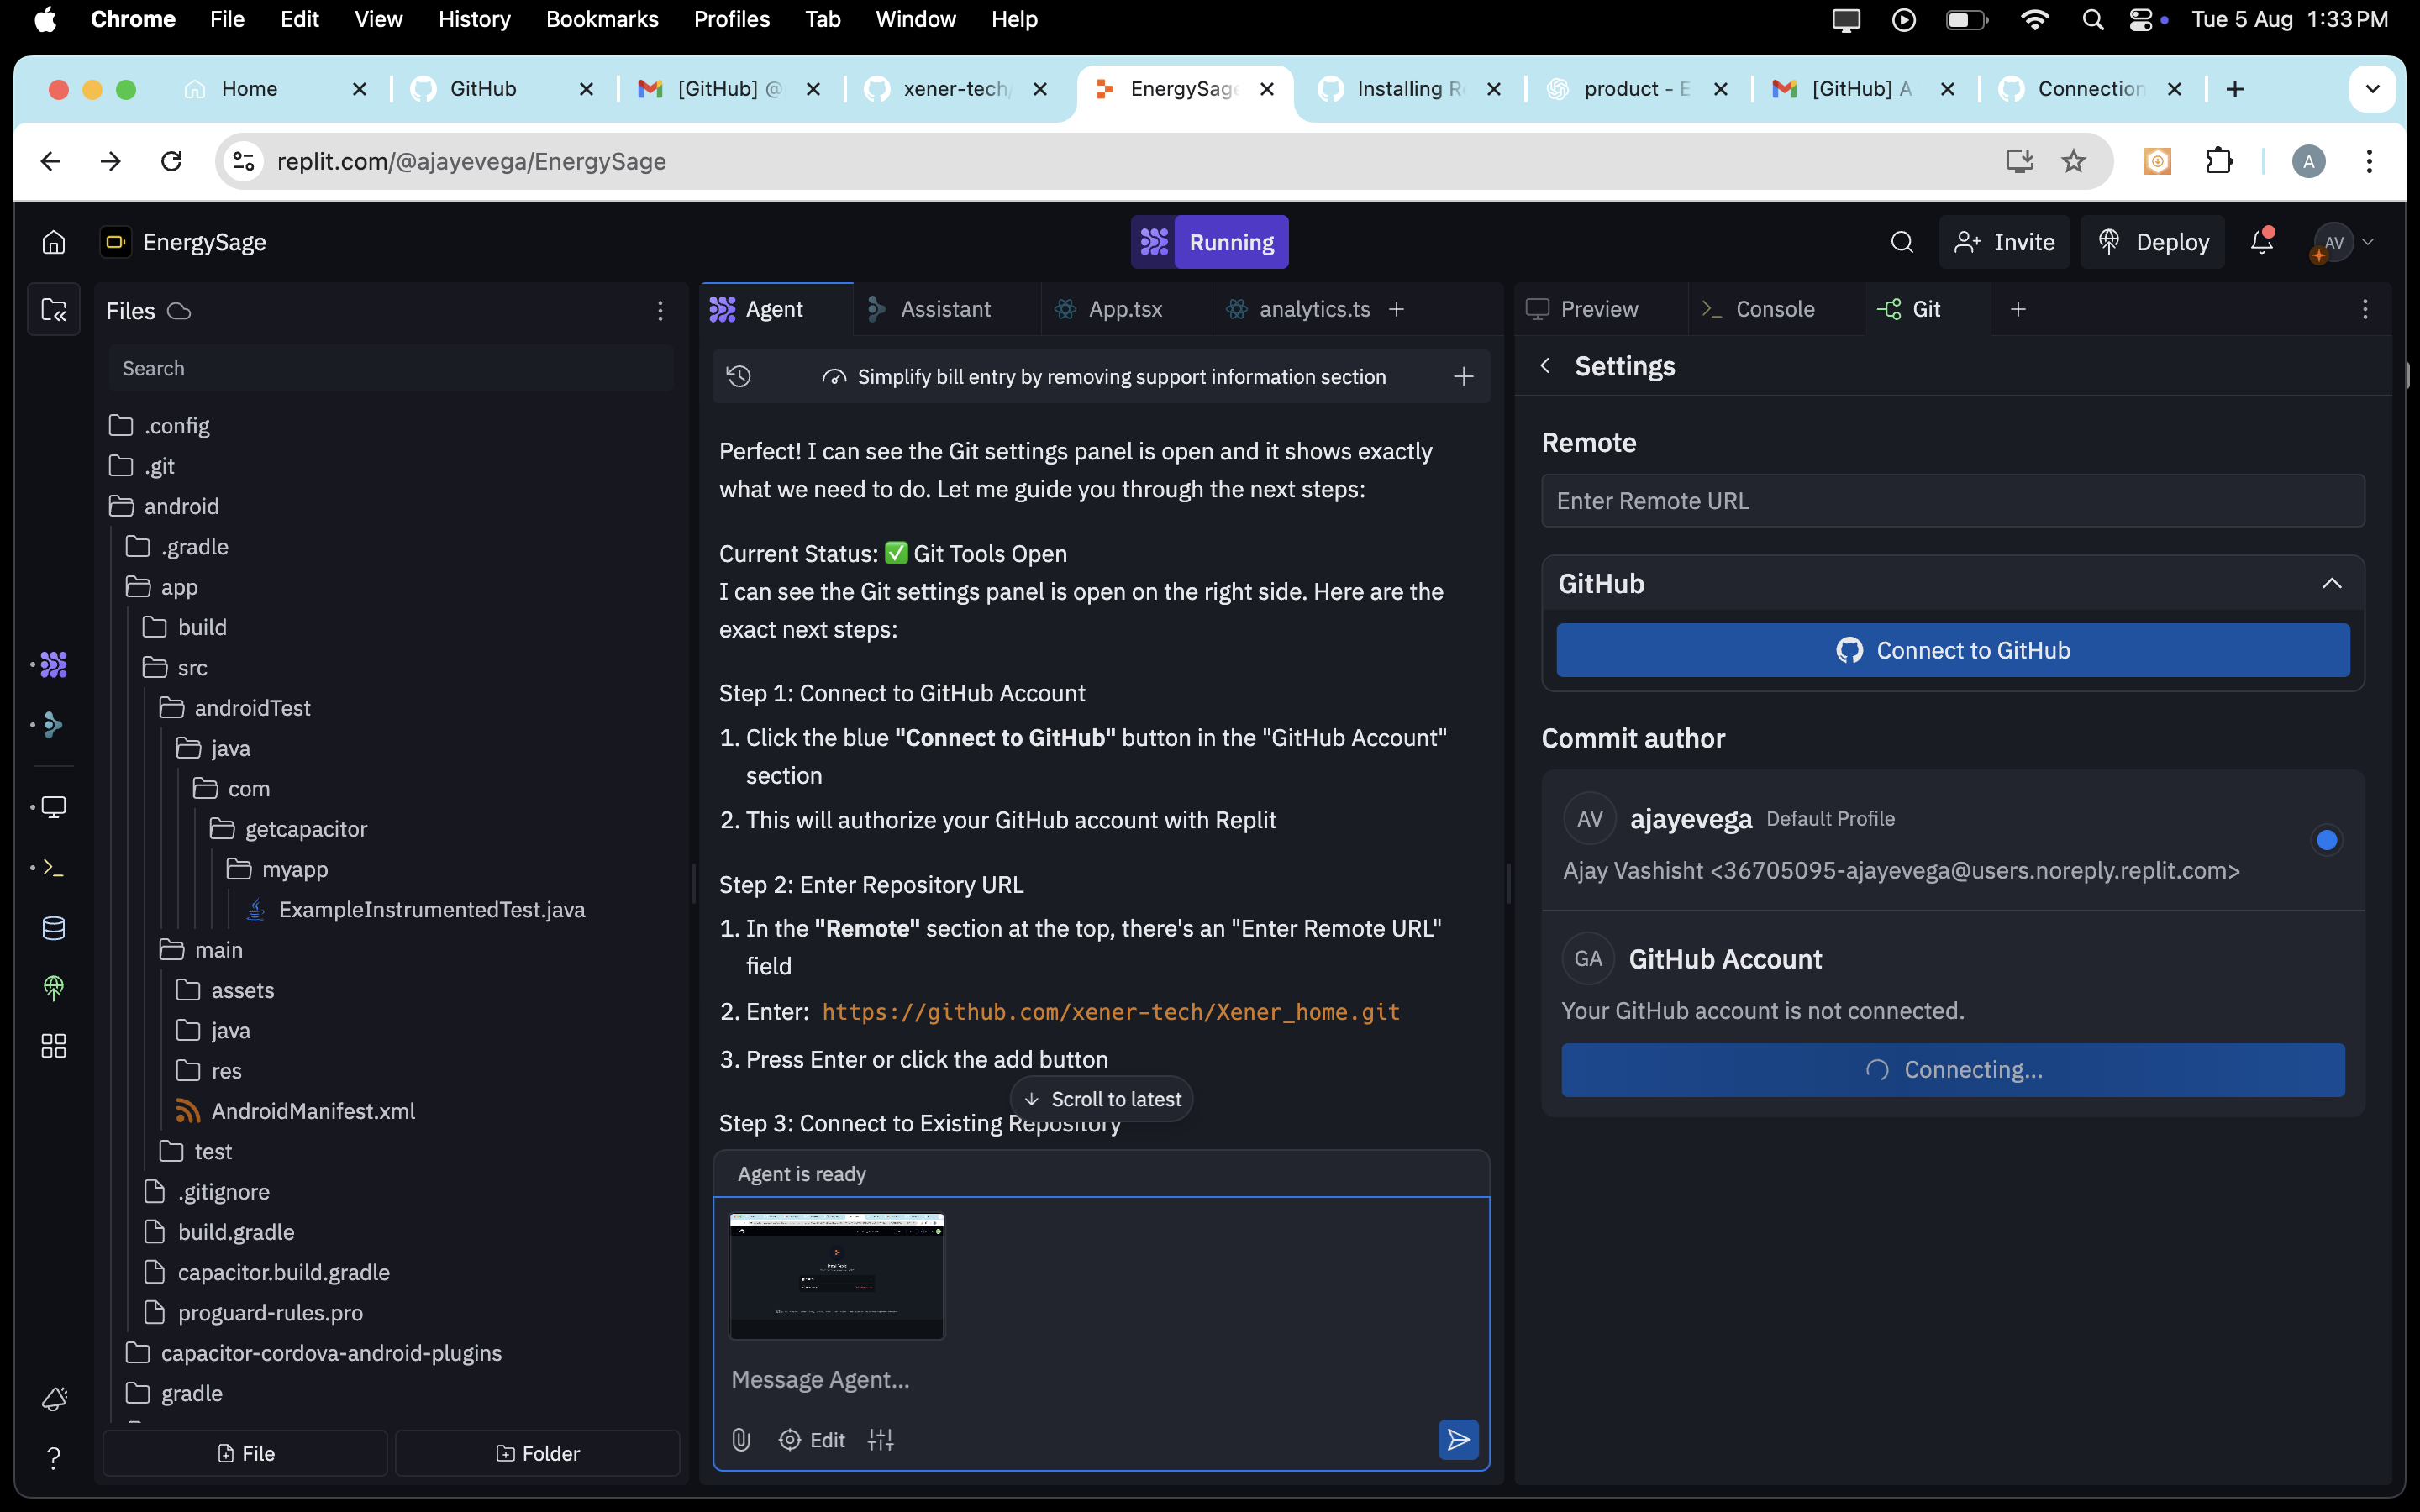 Chrome File Edit View History Bookmarks Profiles Tab Window Help Tue 5 Aug 1:33 PM
Home GitHub [GitHub] @ xener-tech/ EnergySage Installing R product - E [GitHub] A Connection
replit.com/@ajayevega/EnergySage A
EnergySage Running Invite Deploy AV
Files
Search
.config
.git
android
.gradle
app
build
src
androidTest
java
com
getcapacitor
myapp
ExampleInstrumentedTest.java
main
assets
java
res
AndroidManifest.xml
test
.gitignore
build.gradle
capacitor.build.gradle
proguard-rules.pro
capacitor-cordova-android-plugins
gradle
File Folder
Agent Assistant App.tsx analytics.ts
Simplify bill entry by removing support information section
Perfect! I can see the Git settings panel is open and it shows exactly
what we need to do. Let me guide you through the next steps:
Current Status: ✅ Git Tools Open
I can see the Git settings panel is open on the right side. Here are the
exact next steps:
Step 1: Connect to GitHub Account
1. Click the blue "Connect to GitHub" button in the "GitHub Account"
section
2. This will authorize your GitHub account with Replit
Step 2: Enter Repository URL
1. In the "Remote" section at the top, there's an "Enter Remote URL"
field
2. Enter: https://github.com/xener-tech/Xener_home.git
3. Press Enter or click the add button
Scroll to latest
Step 3: Connect to Existing Repository
Agent is ready
Message Agent...
Edit
Preview Console Git
Settings
Remote
Enter Remote URL
GitHub
Connect to GitHub
Commit author
AV ajayevega Default Profile
Ajay Vashisht <36705095-ajayevega@users.noreply.replit.com>
GA GitHub Account
Your GitHub account is not connected.
Connecting...